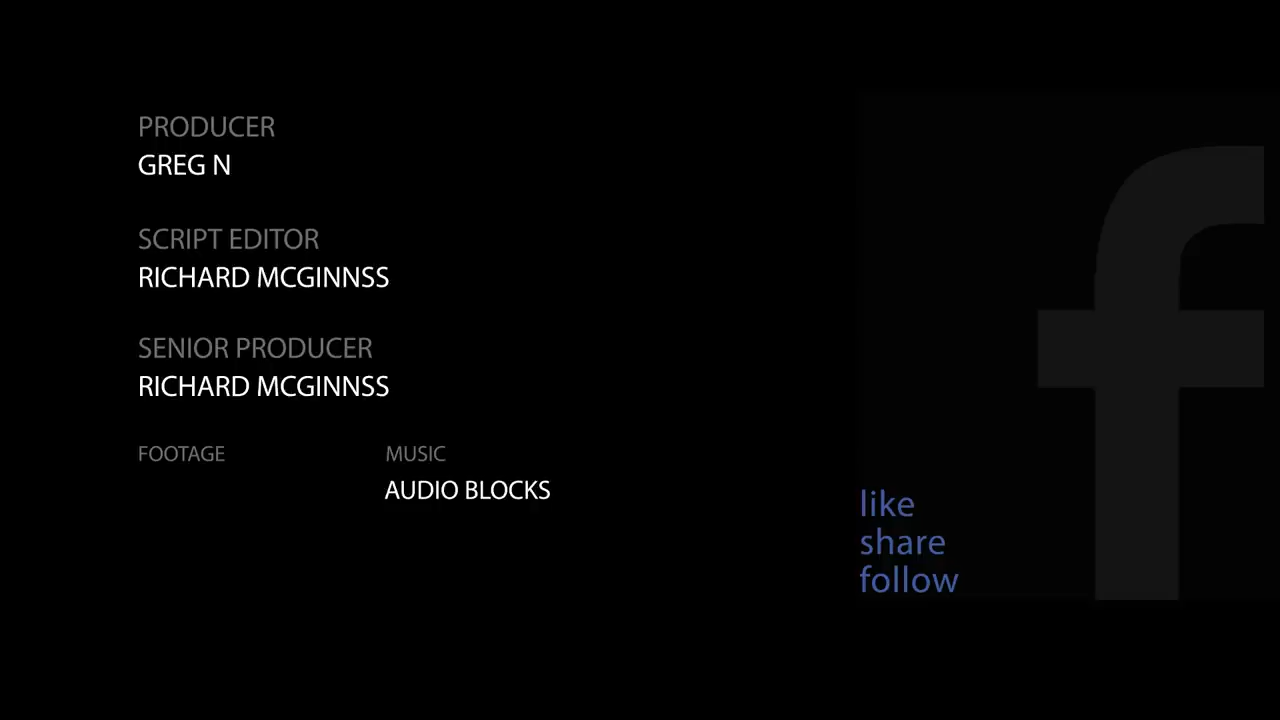 PRODUCER
GREG N
SCRIPT EDITOR
RICHARD MCGINNSS
SENIOR PRODUCER
RICHARD MCGINNSS
FOOTAGE
MUSIC
AUDIO BLOCKS
like
share
follow
f